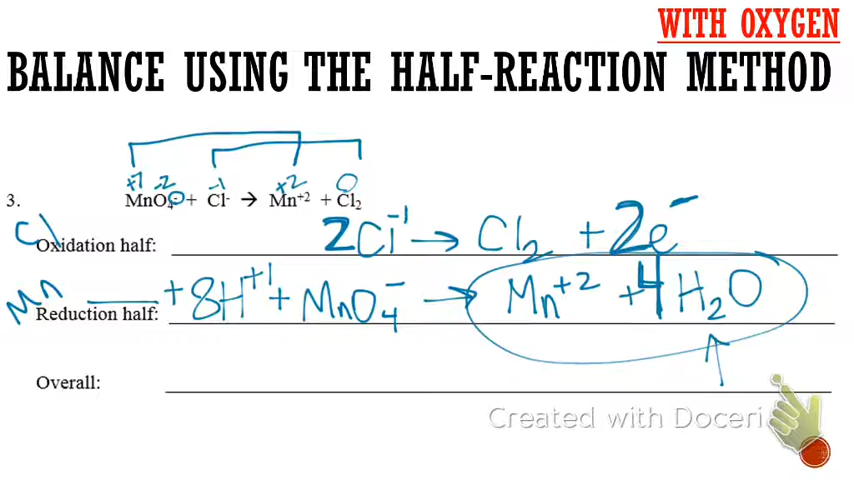 WITH OXYGEN
BALANCE USING THE HALF-REACTION METHOD
+7 -2 -1 +2 0
3. MnO₄⁻ + Cl⁻ → Mn⁺² + Cl₂
Cl
Oxidation half: 2Cl⁻¹ → Cl₂ + 2e⁻
Mn
Reduction half: ___ + 8H⁺¹ + MnO₄⁻ → Mn⁺² + 4H₂O
Overall:
Created with Doceri